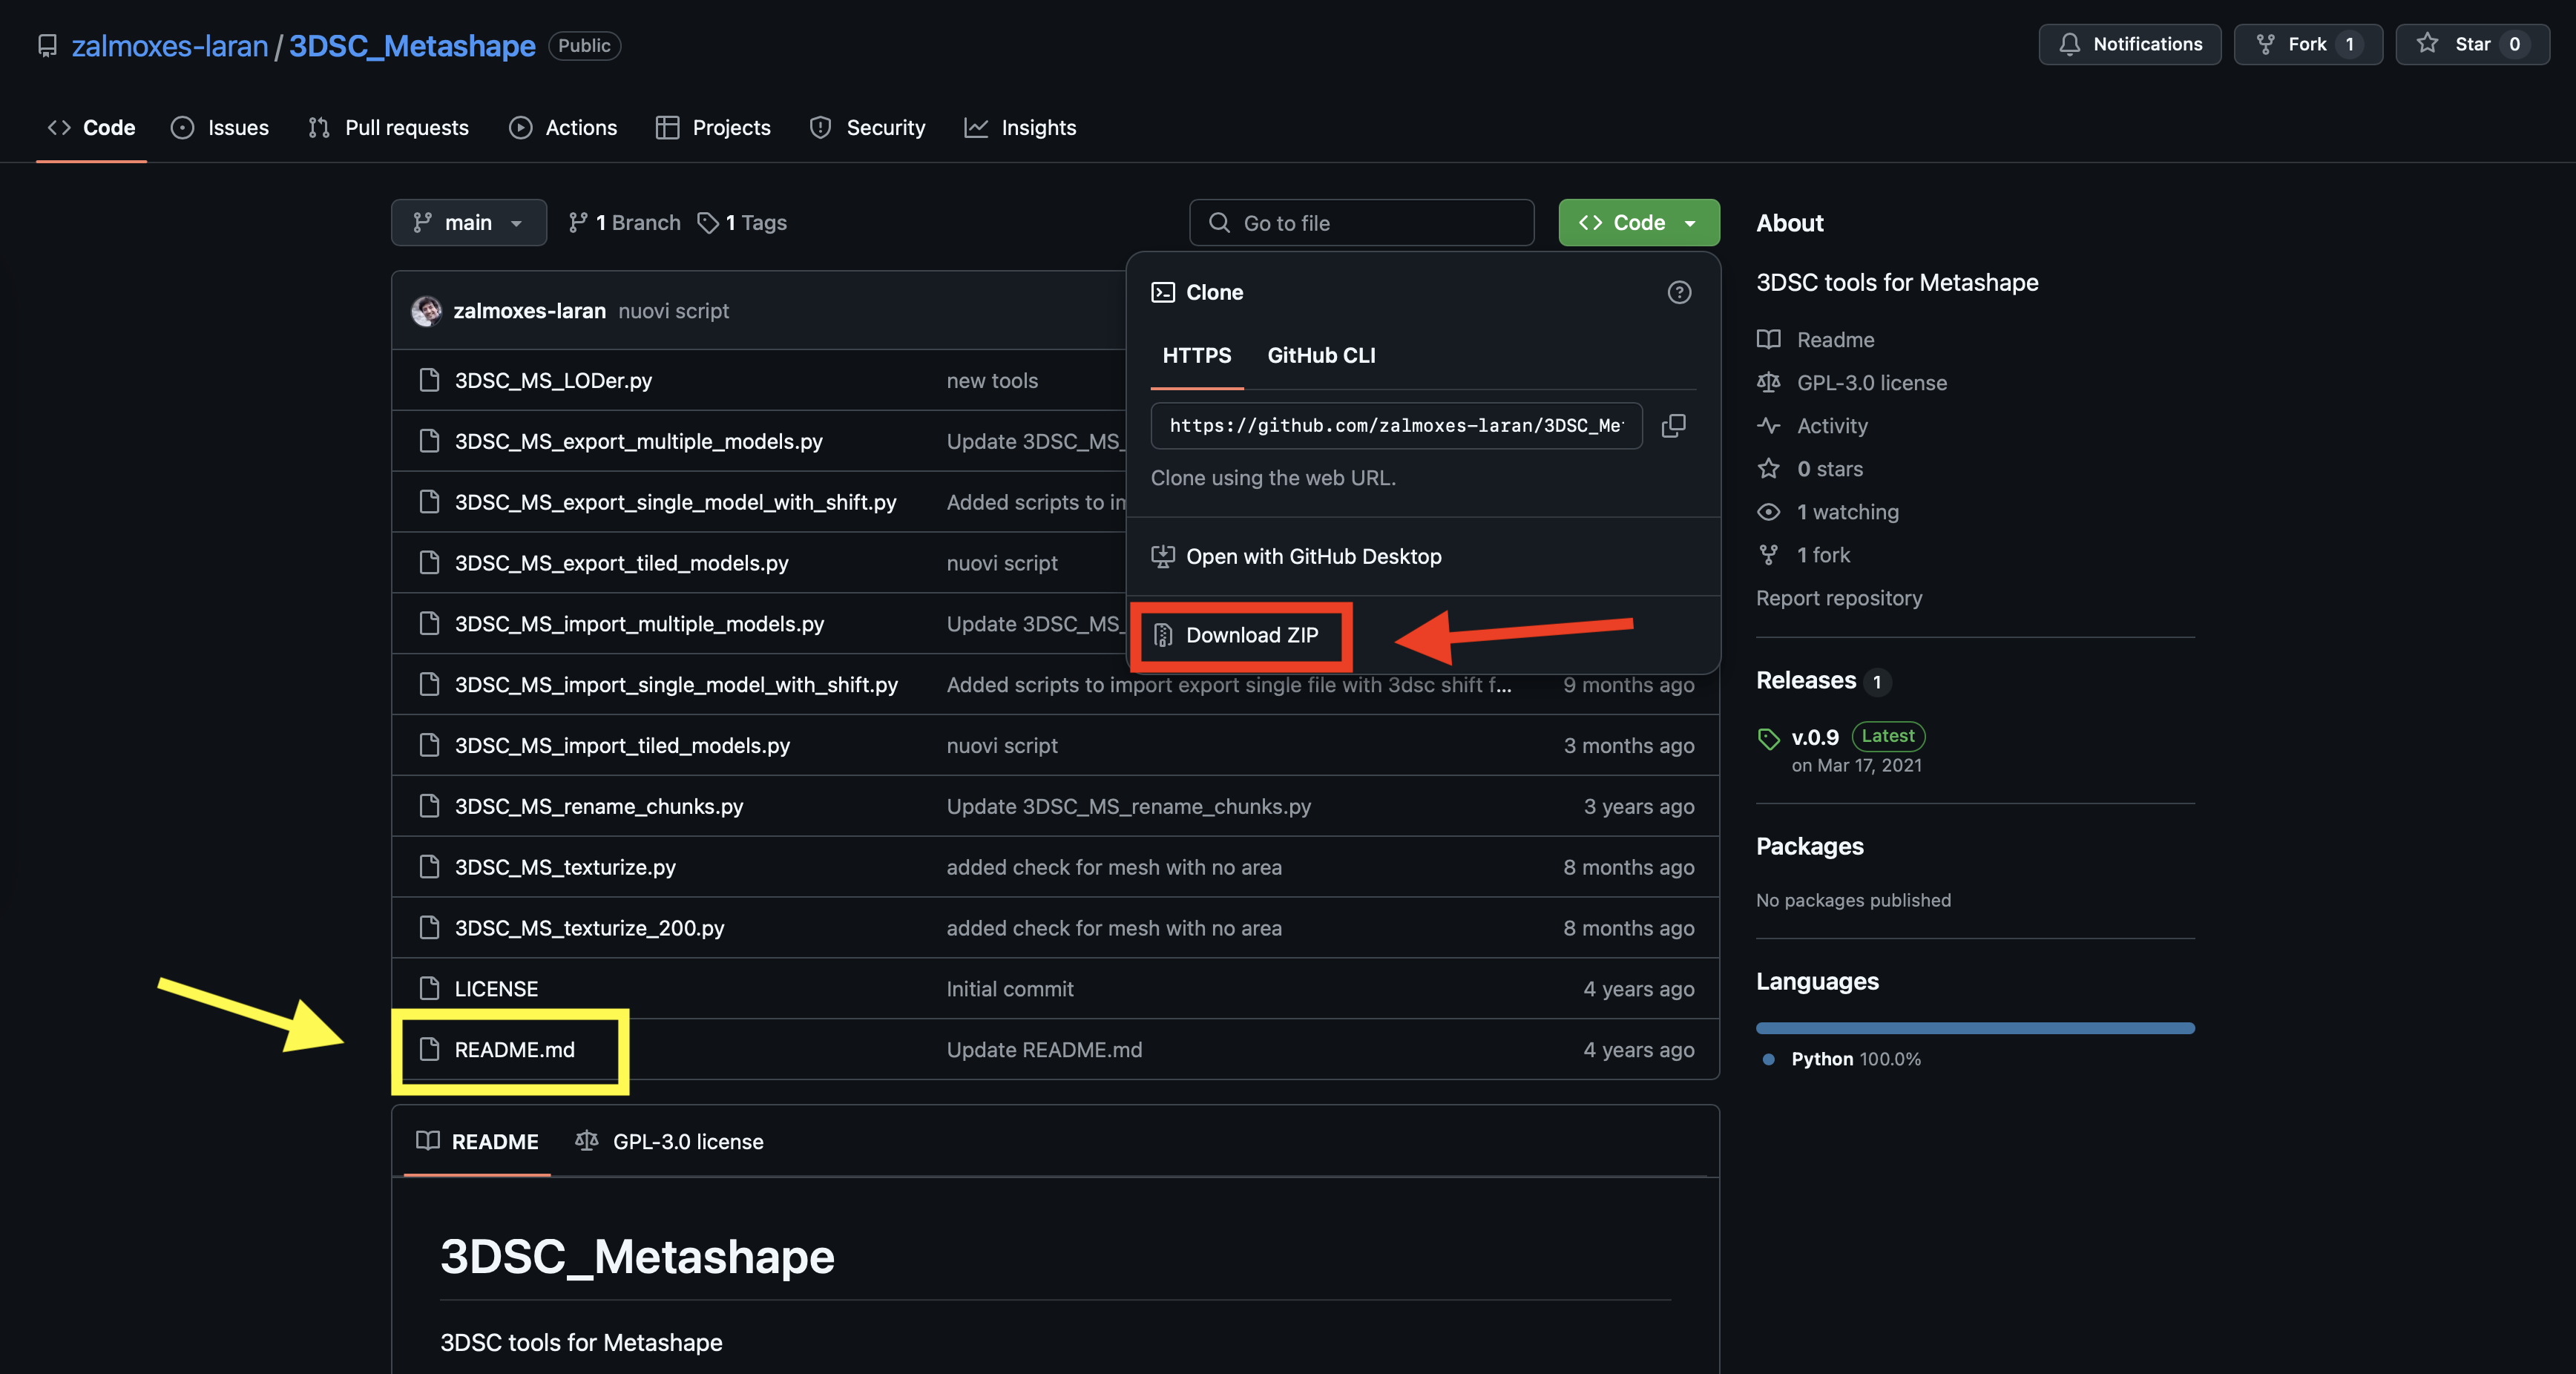 zalmoxes-laran / 3DSC_Metashape Public
Notifications
Fork 1
Star 0
Code
Issues
Pull requests
Actions
Projects
Security
Insights
main
1 Branch
1 Tags
Go to file
Code
zalmoxes-laran nuovi script
3DSC_MS_LODer.py new tools
3DSC_MS_export_multiple_models.py Update 3DSC_MS_
3DSC_MS_export_single_model_with_shift.py Added scripts to im
3DSC_MS_export_tiled_models.py nuovi script
3DSC_MS_import_multiple_models.py Update 3DSC_MS_
3DSC_MS_import_single_model_with_shift.py Added scripts to import export single file with 3dsc shift f... 9 months ago
3DSC_MS_import_tiled_models.py nuovi script 3 months ago
3DSC_MS_rename_chunks.py Update 3DSC_MS_rename_chunks.py 3 years ago
3DSC_MS_texturize.py added check for mesh with no area 8 months ago
3DSC_MS_texturize_200.py added check for mesh with no area 8 months ago
LICENSE Initial commit 4 years ago
README.md Update README.md 4 years ago
Clone
HTTPS
GitHub CLI
https://github.com/zalmoxes-laran/3DSC_Me
Clone using the web URL.
Open with GitHub Desktop
Download ZIP
README
GPL-3.0 license
3DSC_Metashape
3DSC tools for Metashape
About
3DSC tools for Metashape
Readme
GPL-3.0 license
Activity
0 stars
1 watching
1 fork
Report repository
Releases 1
v.0.9 Latest
on Mar 17, 2021
Packages
No packages published
Languages
Python 100.0%